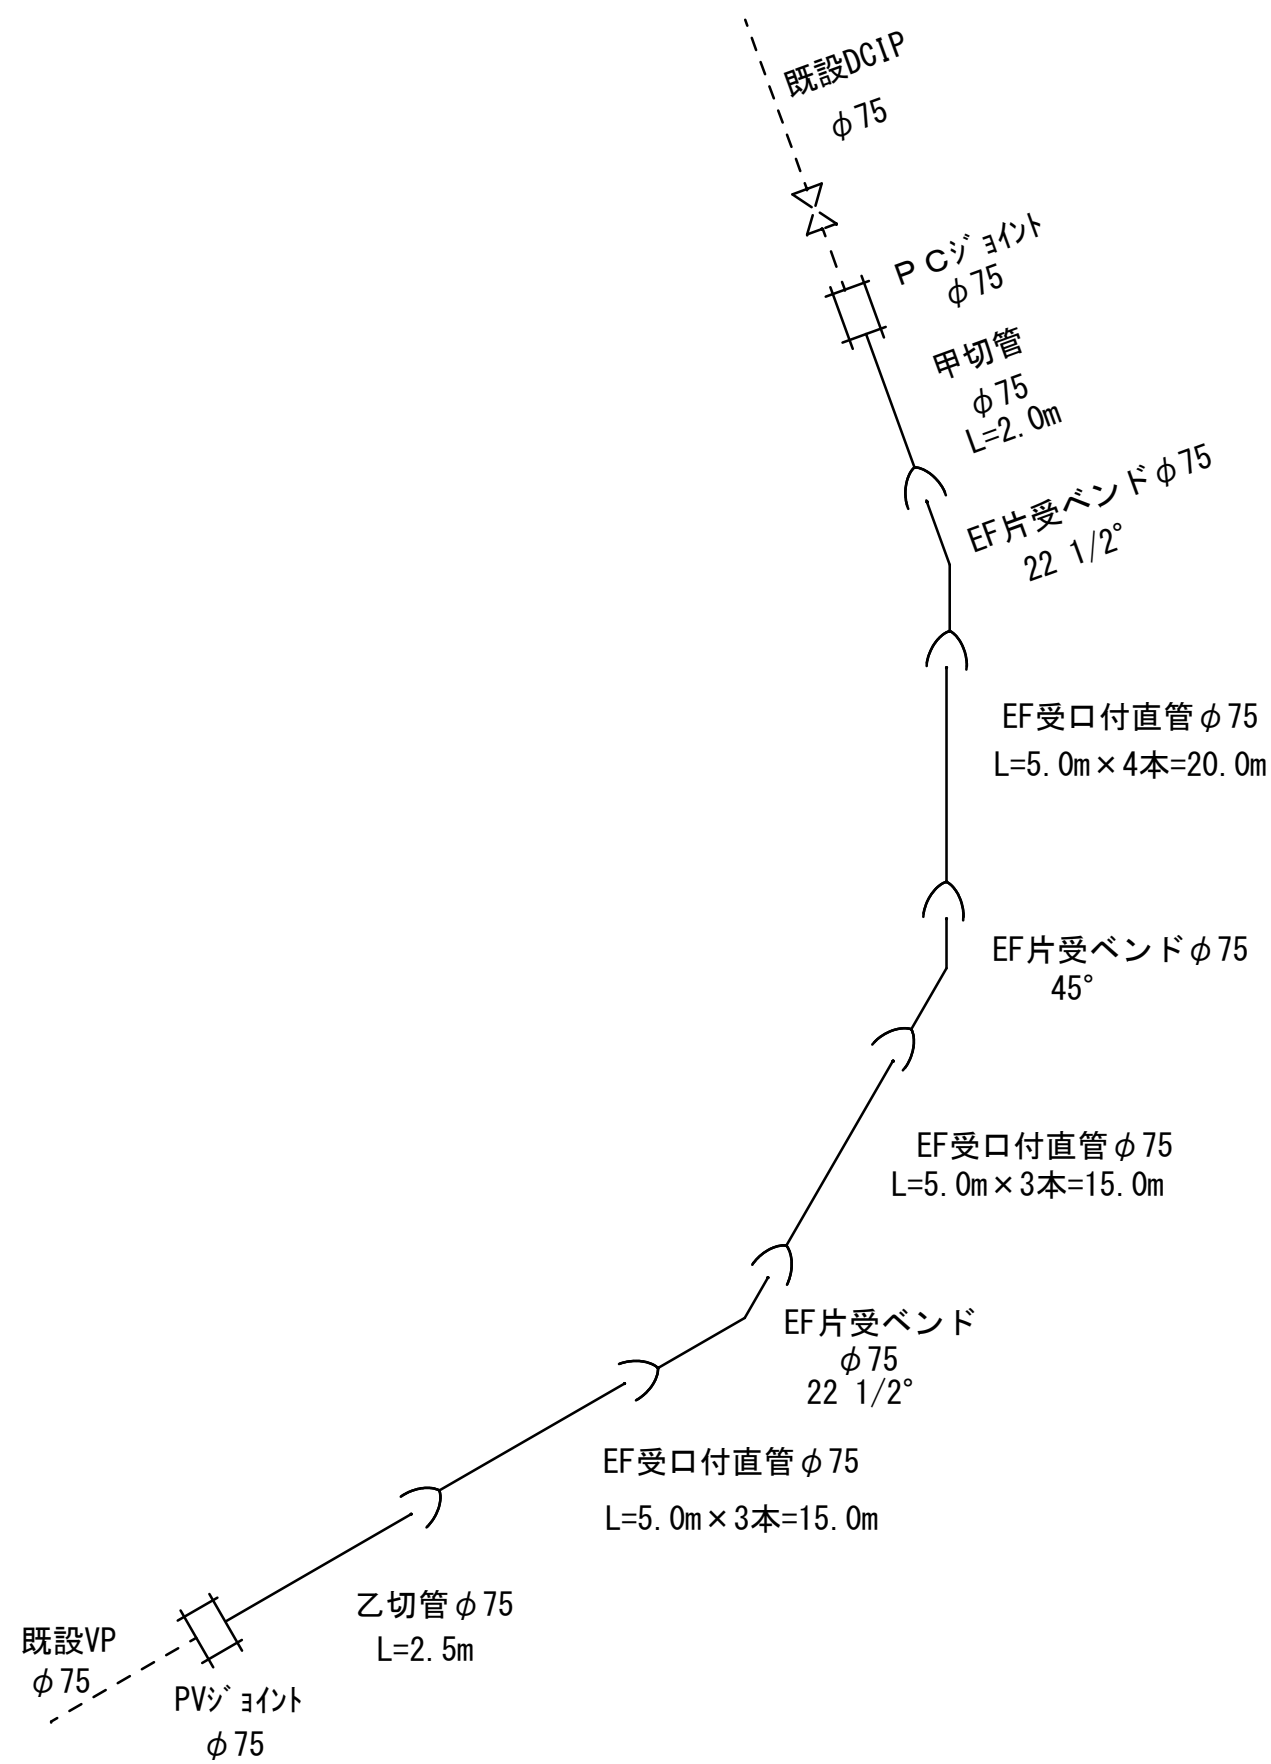 既設DCIP
φ75
ＰＣジョイント
φ75
甲切管
φ75
L=2.0m
EF片受ベンドφ75
22 1/2°
EF受口付直管φ75
L=5.0m×4本=20.0m
EF片受ベンドφ75
45°
EF受口付直管φ75
L=5.0m×3本=15.0m
EF片受ベンド
φ75
22 1/2°
EF受口付直管φ75
L=5.0m×3本=15.0m
乙切管φ75
L=2.5m
既設VP
φ75
PVジョイント
φ75